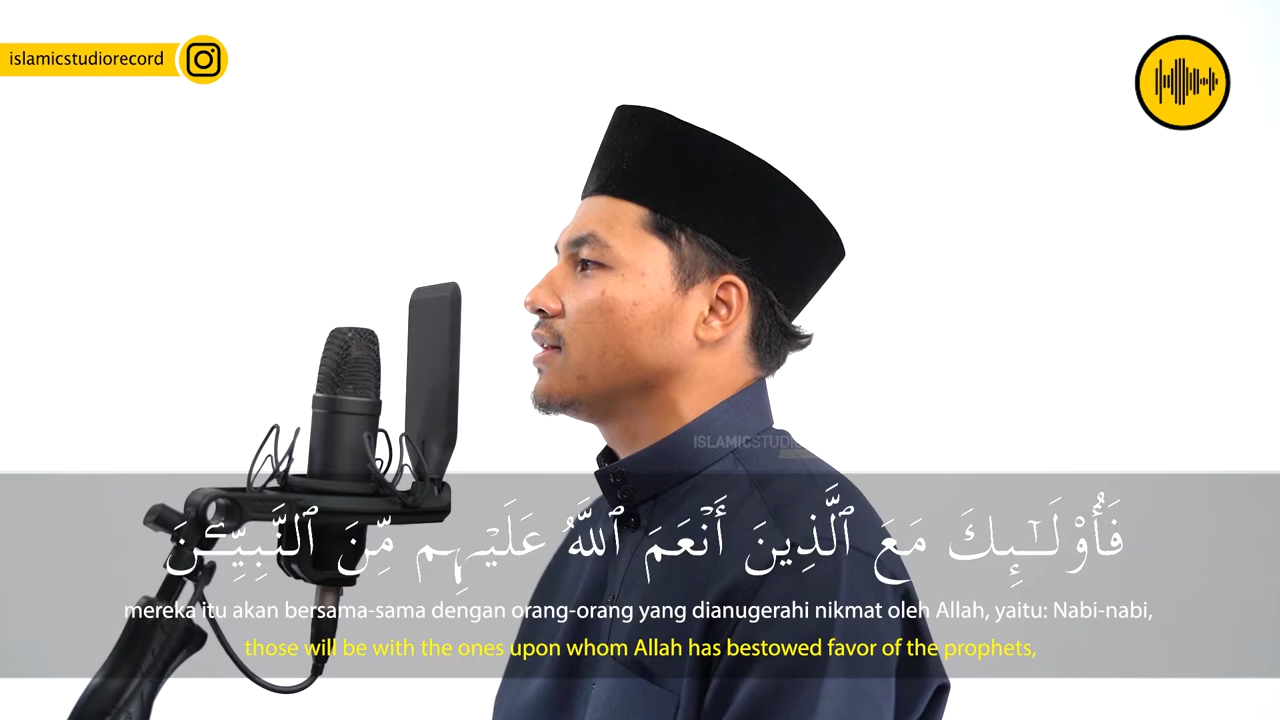 islamicstudiorecord
ISLAMICSTUDIO
فَأُو۟لَـٰٓئِكَ مَعَ ٱلَّذِينَ أَنْعَمَ ٱللَّهُ عَلَيْهِم مِّنَ ٱلنَّبِيِّـۧنَ
mereka itu akan bersama-sama dengan orang-orang yang dianugerahi nikmat oleh Allah, yaitu: Nabi-nabi,
those will be with the ones upon whom Allah has bestowed favor of the prophets,